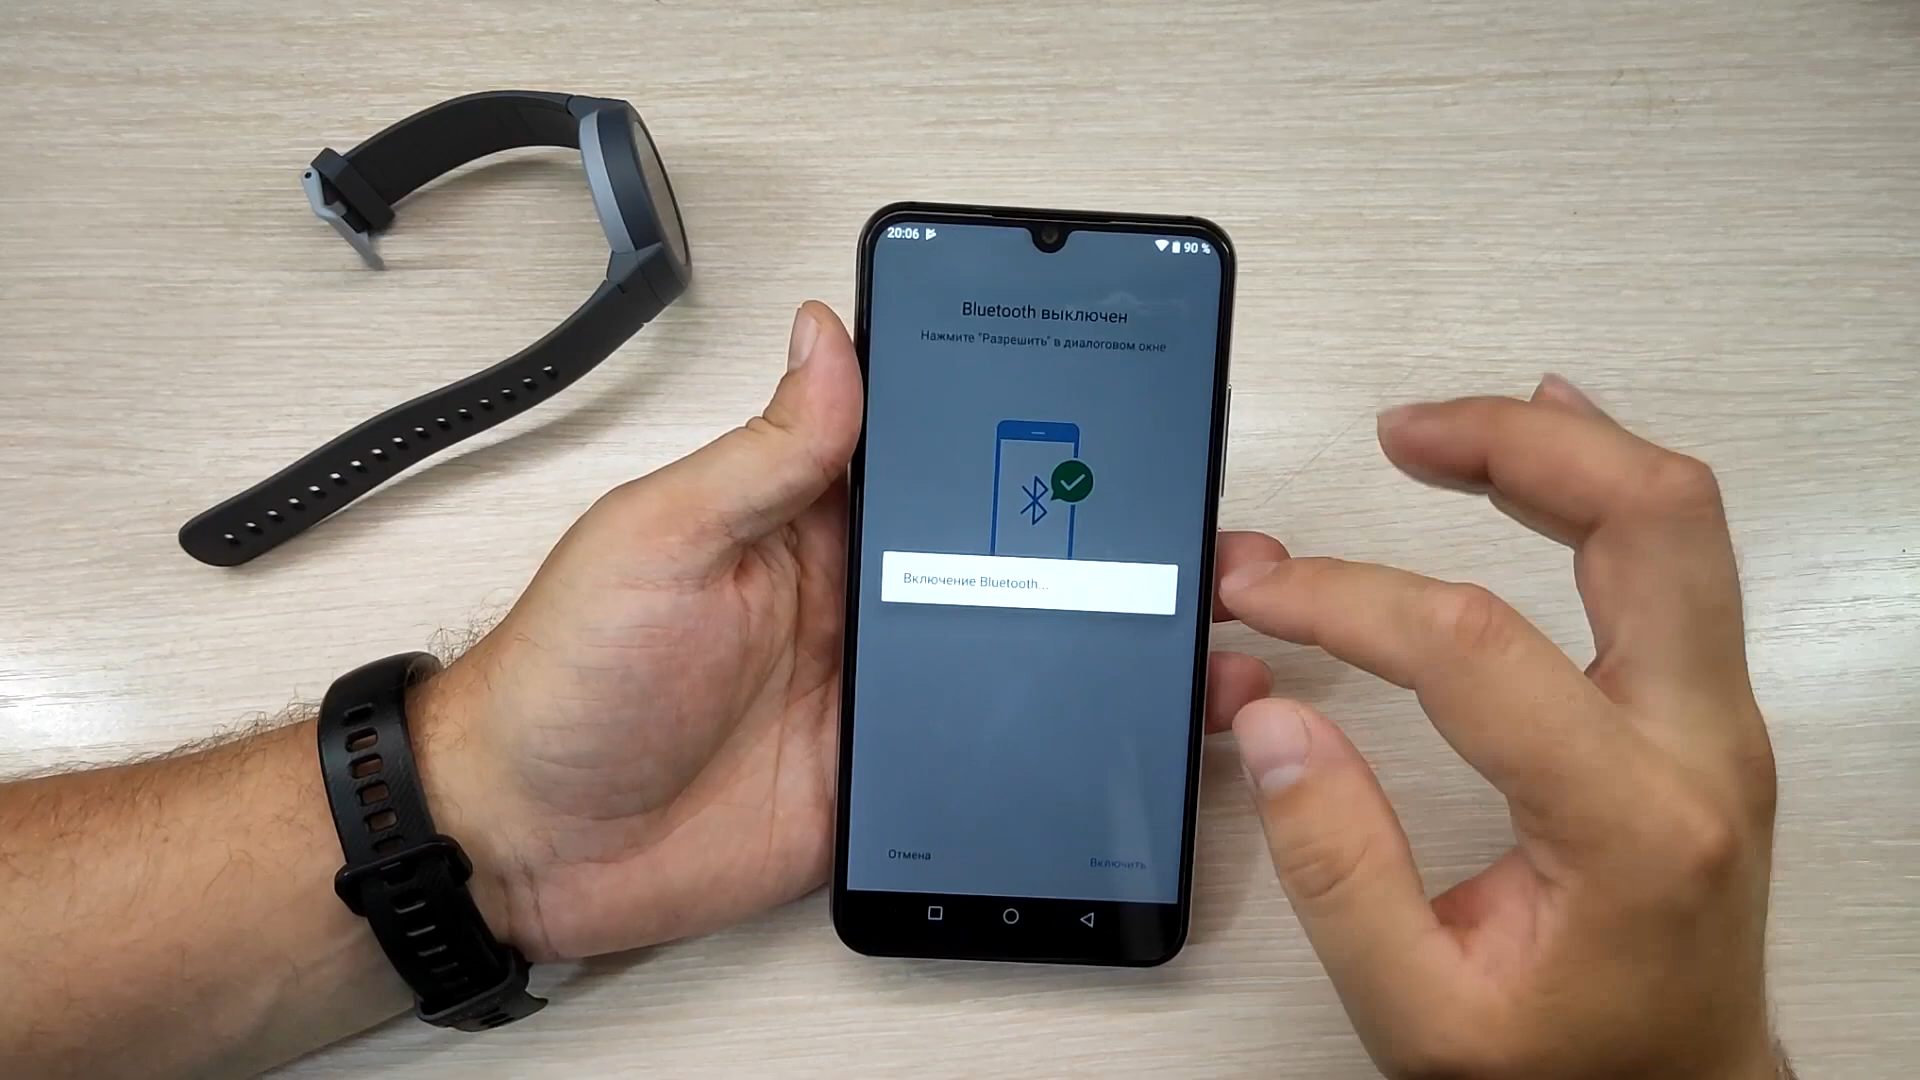 20:06
90 %
Bluetooth выключен
Нажмите "Разрешить" в диалоговом окне
Включение Bluetooth...
Отмена
Включить